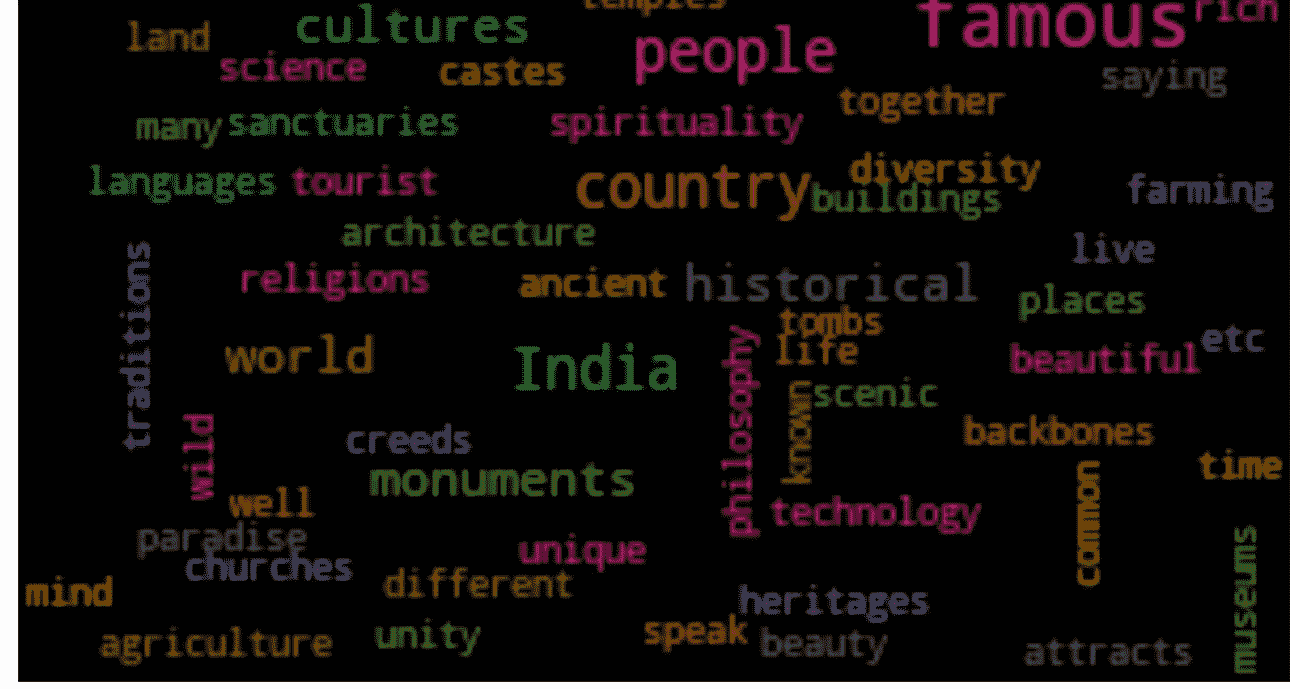 temples
famous rich
cultures
land
people
science
castes
saying
together
many sanctuaries
spirituality
diversity
languages tourist
country
buildings
farming
architecture
live
traditions
religions
ancient
historical
places
tombs
world
India
life
etc
beautiful
philosophy
known
scenic
wild
creeds
backbones
monuments
time
well
technology
common
paradise
unique
churches
museums
mind
different
heritages
agriculture
unity
speak
beauty
attracts